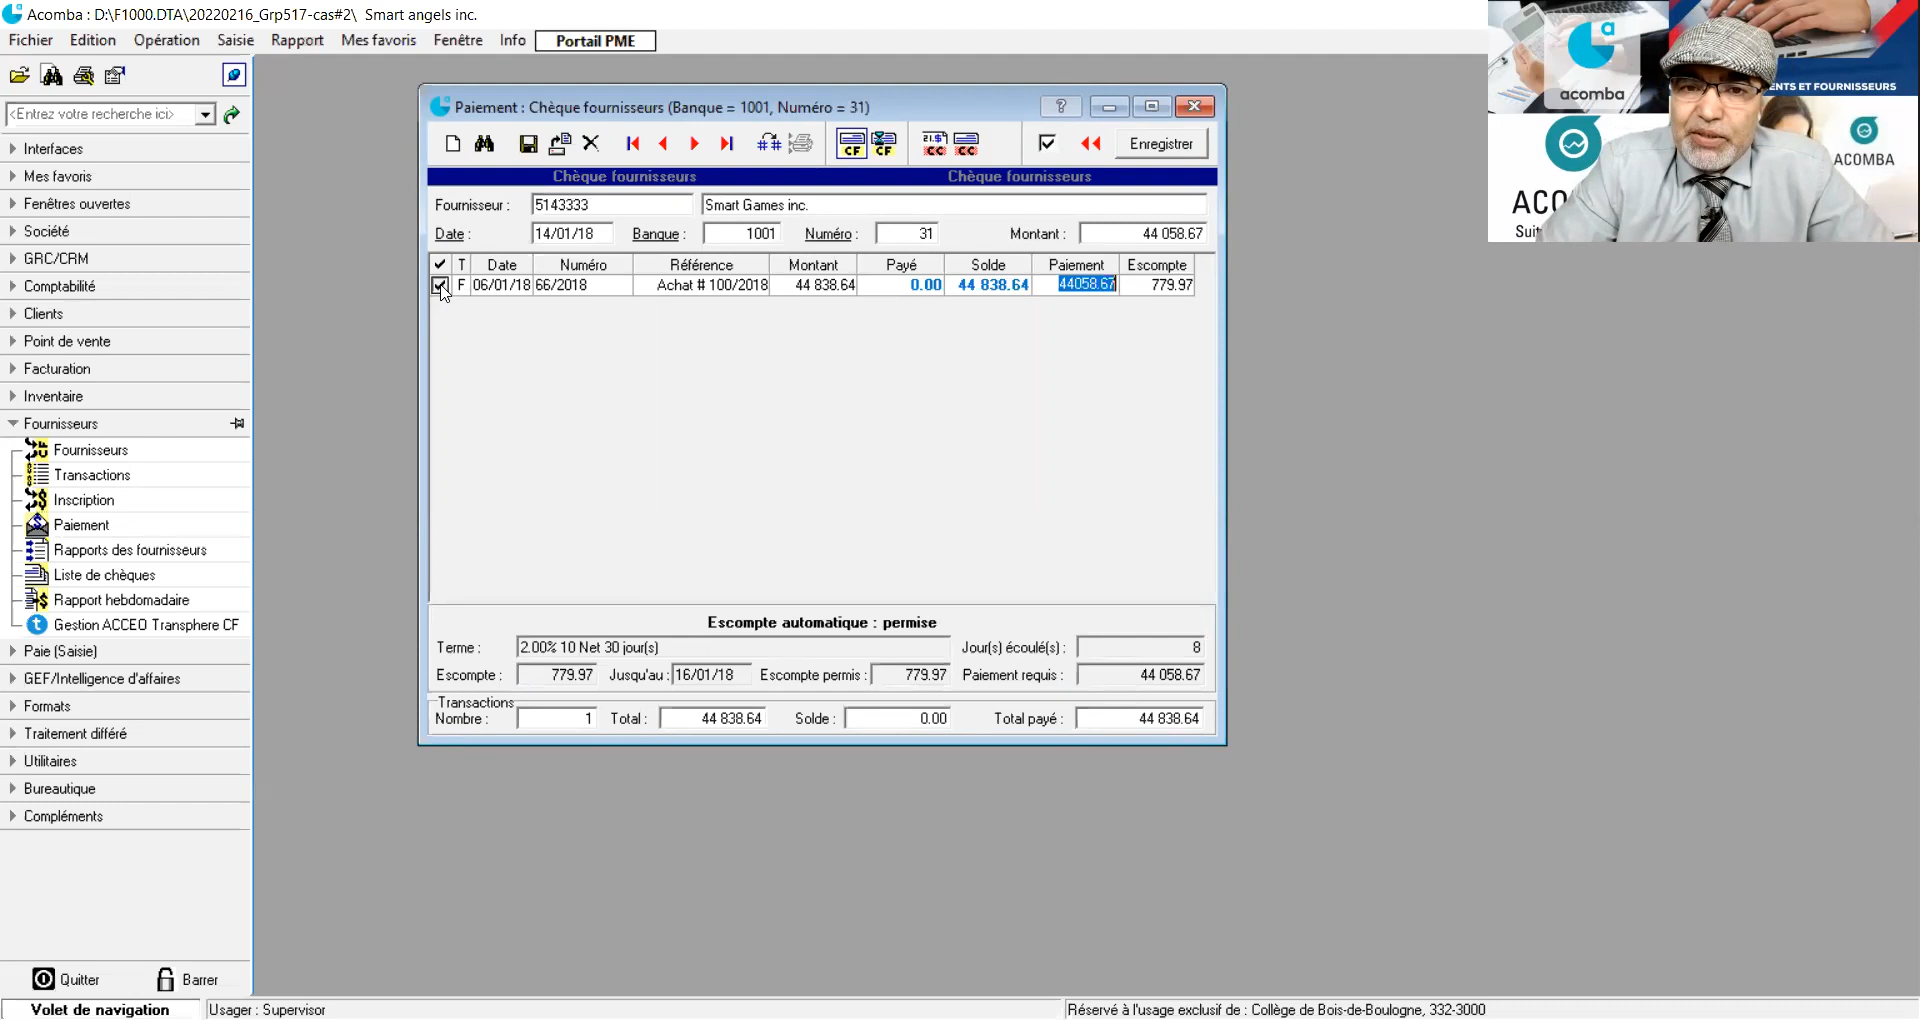 Acomba : D:\F1000.DTA\20220216_Grp517-cas#2\ Smart angels inc.
Fichier Edition Opération Saisie Rapport Mes favoris Fenêtre Info Portail PME
<Entrez votre recherche ici>
Interfaces
Mes favoris
Fenêtres ouvertes
Société
GRC/CRM
Comptabilité
Clients
Point de vente
Facturation
Inventaire
Fournisseurs
Fournisseurs
Transactions
Inscription
Paiement
Rapports des fournisseurs
Liste de chèques
Rapport hebdomadaire
Gestion ACCEO Transphere CF
Paie (Saisie)
GEF/Intelligence d'affaires
Formats
Traitement différé
Utilitaires
Bureautique
Compléments
Quitter Barrer
Volet de navigation Usager : Supervisor Réservé à l'usage exclusif de : Collège de Bois-de-Boulogne, 332-3000
Paiement : Chèque fournisseurs (Banque = 1001, Numéro = 31)
CF CF CC CC Enregistrer
Chèque fournisseurs Chèque fournisseurs
Fournisseur : 5143333 Smart Games inc.
Date : 14/01/18 Banque : 1001 Numéro : 31 Montant : 44 058.67
T Date Numéro Référence Montant Payé Solde Paiement Escompte
F 06/01/18 66/2018 Achat # 100/2018 44 838.64 0.00 44 838.64 44058.67 779.97
Escompte automatique : permise
Terme : 2.00% 10 Net 30 jour(s) Jour(s) écoulé(s) : 8
Escompte : 779.97 Jusqu'au : 16/01/18 Escompte permis : 779.97 Paiement requis : 44 058.67
Transactions
Nombre : 1 Total : 44 838.64 Solde : 0.00 Total payé : 44 838.64
a
acomba
ENTS ET FOURNISSEURS
ACOMBA
ACO
Suit